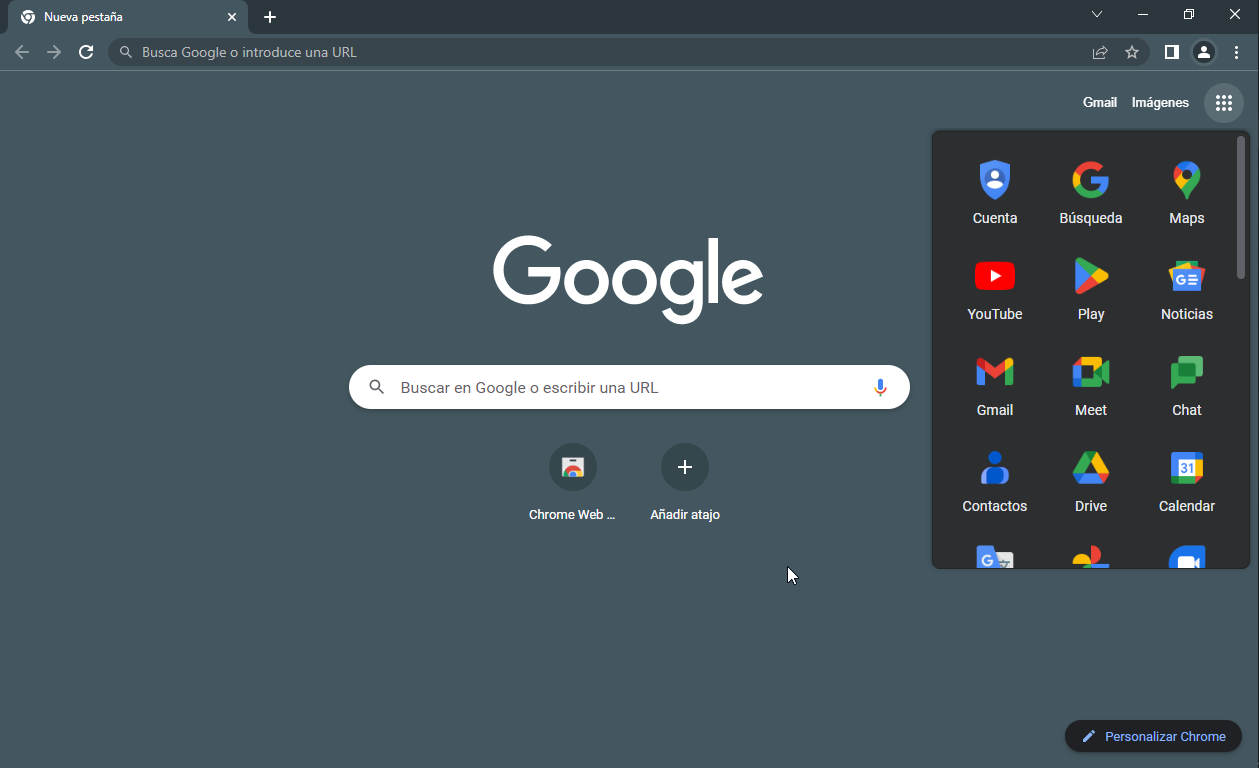 Nueva pestaña
Busca Google o introduce una URL
Gmail Imágenes
Google
Buscar en Google o escribir una URL
Chrome Web ...
Añadir atajo
Cuenta
Búsqueda
Maps
YouTube
Play
Noticias
Gmail
Meet
Chat
Contactos
Drive
31
Calendar
Personalizar Chrome